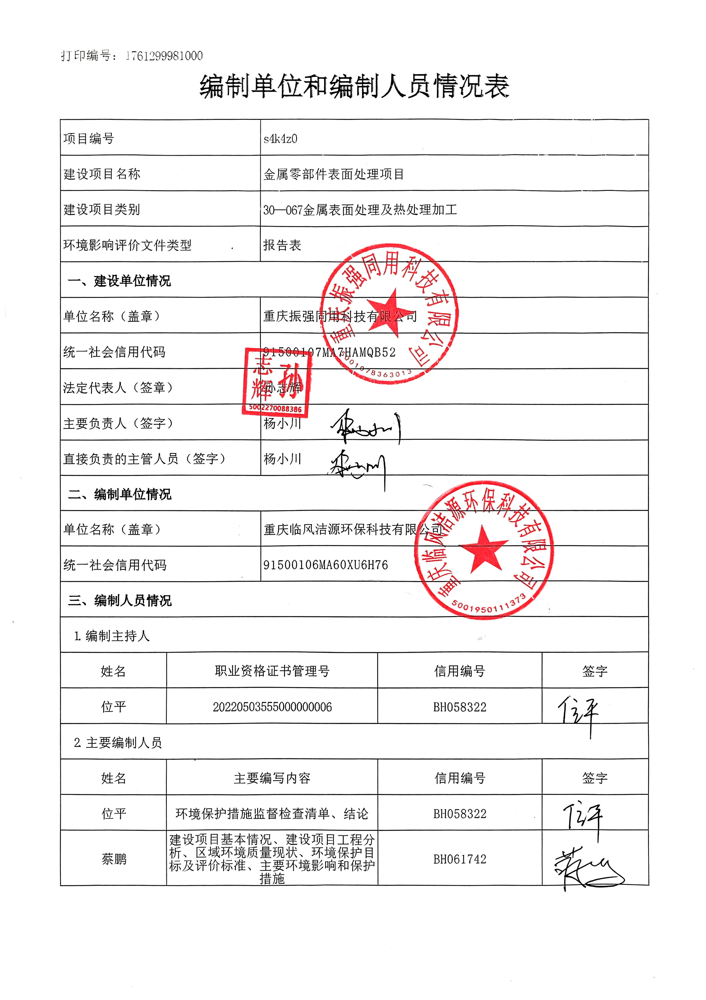 打印编号：1761299981000
编制单位和编制人员情况表
项目编号 s4k4z0
建设项目名称 金属零部件表面处理项目
建设项目类别 30—067金属表面处理及热处理加工
环境影响评价文件类型 报告表
一、建设单位情况
单位名称（盖章） 重庆振强同用科技有限公司
统一社会信用代码 91500107MA7HAMQB52
法定代表人（签章） 孙志辉
主要负责人（签字） 杨小川
直接负责的主管人员（签字） 杨小川
重庆振强同用科技有限公司
5001078363013
孙志辉
5002270088386
二、编制单位情况
单位名称（盖章） 重庆临风洁源环保科技有限公司
统一社会信用代码 91500106MA60XU6H76
重庆临风洁源环保科技有限公司
5001950111373
三、编制人员情况
1.编制主持人
姓名 职业资格证书管理号 信用编号 签字
位平 20220503555000000006 BH058322 位平
2.主要编制人员
姓名 主要编写内容 信用编号 签字
位平 环境保护措施监督检查清单、结论 BH058322 位平
蔡鹏 建设项目基本情况、建设项目工程分
析、区域环境质量现状、环境保护目
标及评价标准、主要环境影响和保护
措施 BH061742